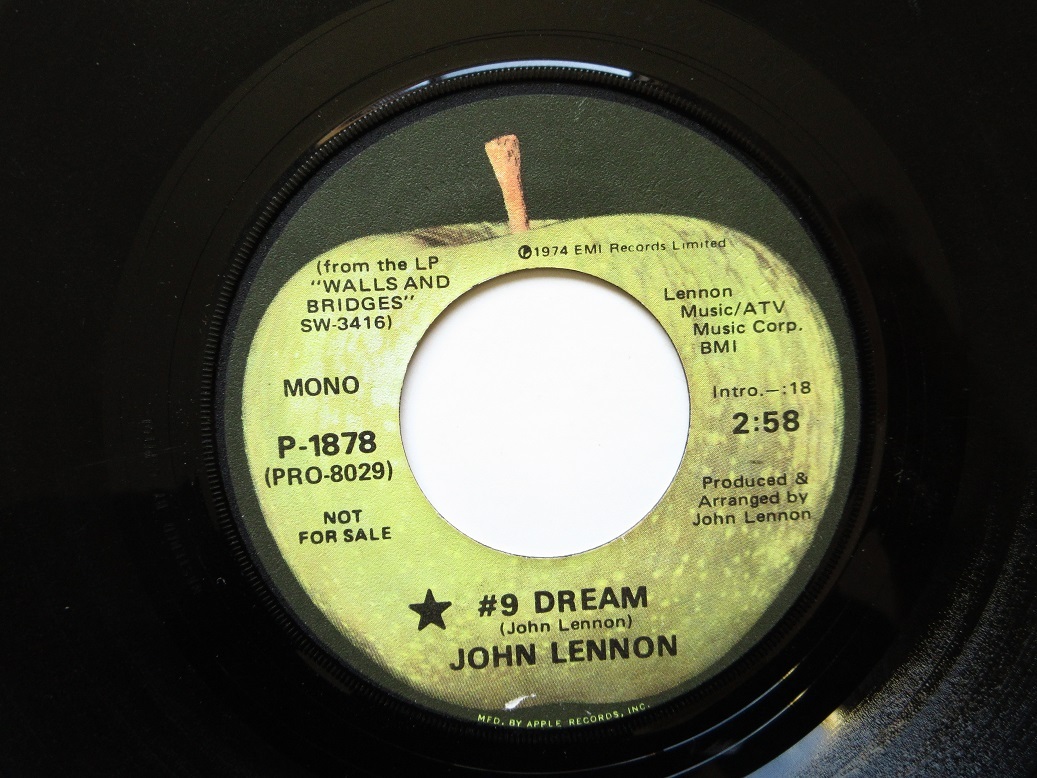 ℗1974 EMI Records Limited
(from the LP
"WALLS AND
BRIDGES"
SW-3416)
MONO
P-1878
(PRO-8029)
NOT
FOR SALE
Lennon
Music/ATV
Music Corp.
BMI
Intro.—:18
2:58
Produced &
Arranged by
John Lennon
★ #9 DREAM
(John Lennon)
JOHN LENNON
MFD. BY APPLE RECORDS, INC.